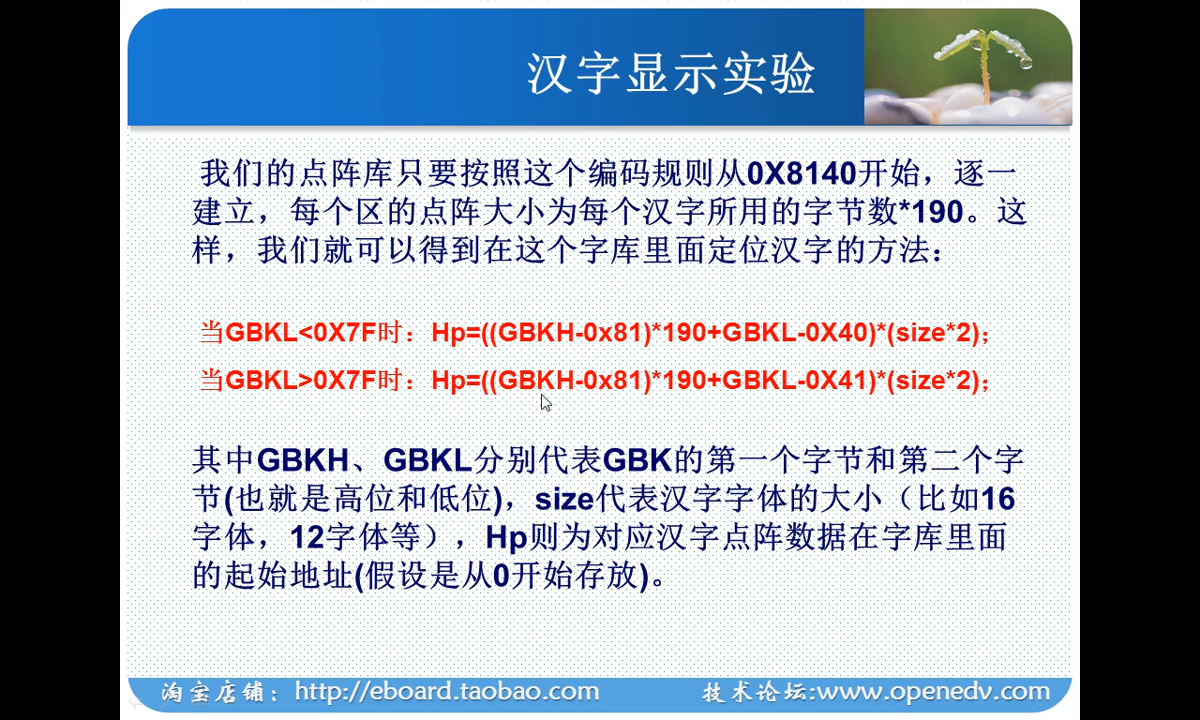 汉字显示实验
我们的点阵库只要按照这个编码规则从0X8140开始，逐一
建立，每个区的点阵大小为每个汉字所用的字节数*190。这
样，我们就可以得到在这个字库里面定位汉字的方法：
当GBKL<0X7F时：Hp=((GBKH-0x81)*190+GBKL-0X40)*(size*2)；
当GBKL>0X7F时：Hp=((GBKH-0x81)*190+GBKL-0X41)*(size*2)；
其中GBKH、GBKL分别代表GBK的第一个字节和第二个字
节(也就是高位和低位)，size代表汉字字体的大小（比如16
字体，12字体等），Hp则为对应汉字点阵数据在字库里面
的起始地址(假设是从0开始存放)。
淘宝店铺：http://eboard.taobao.com
技术论坛:www.openedv.com